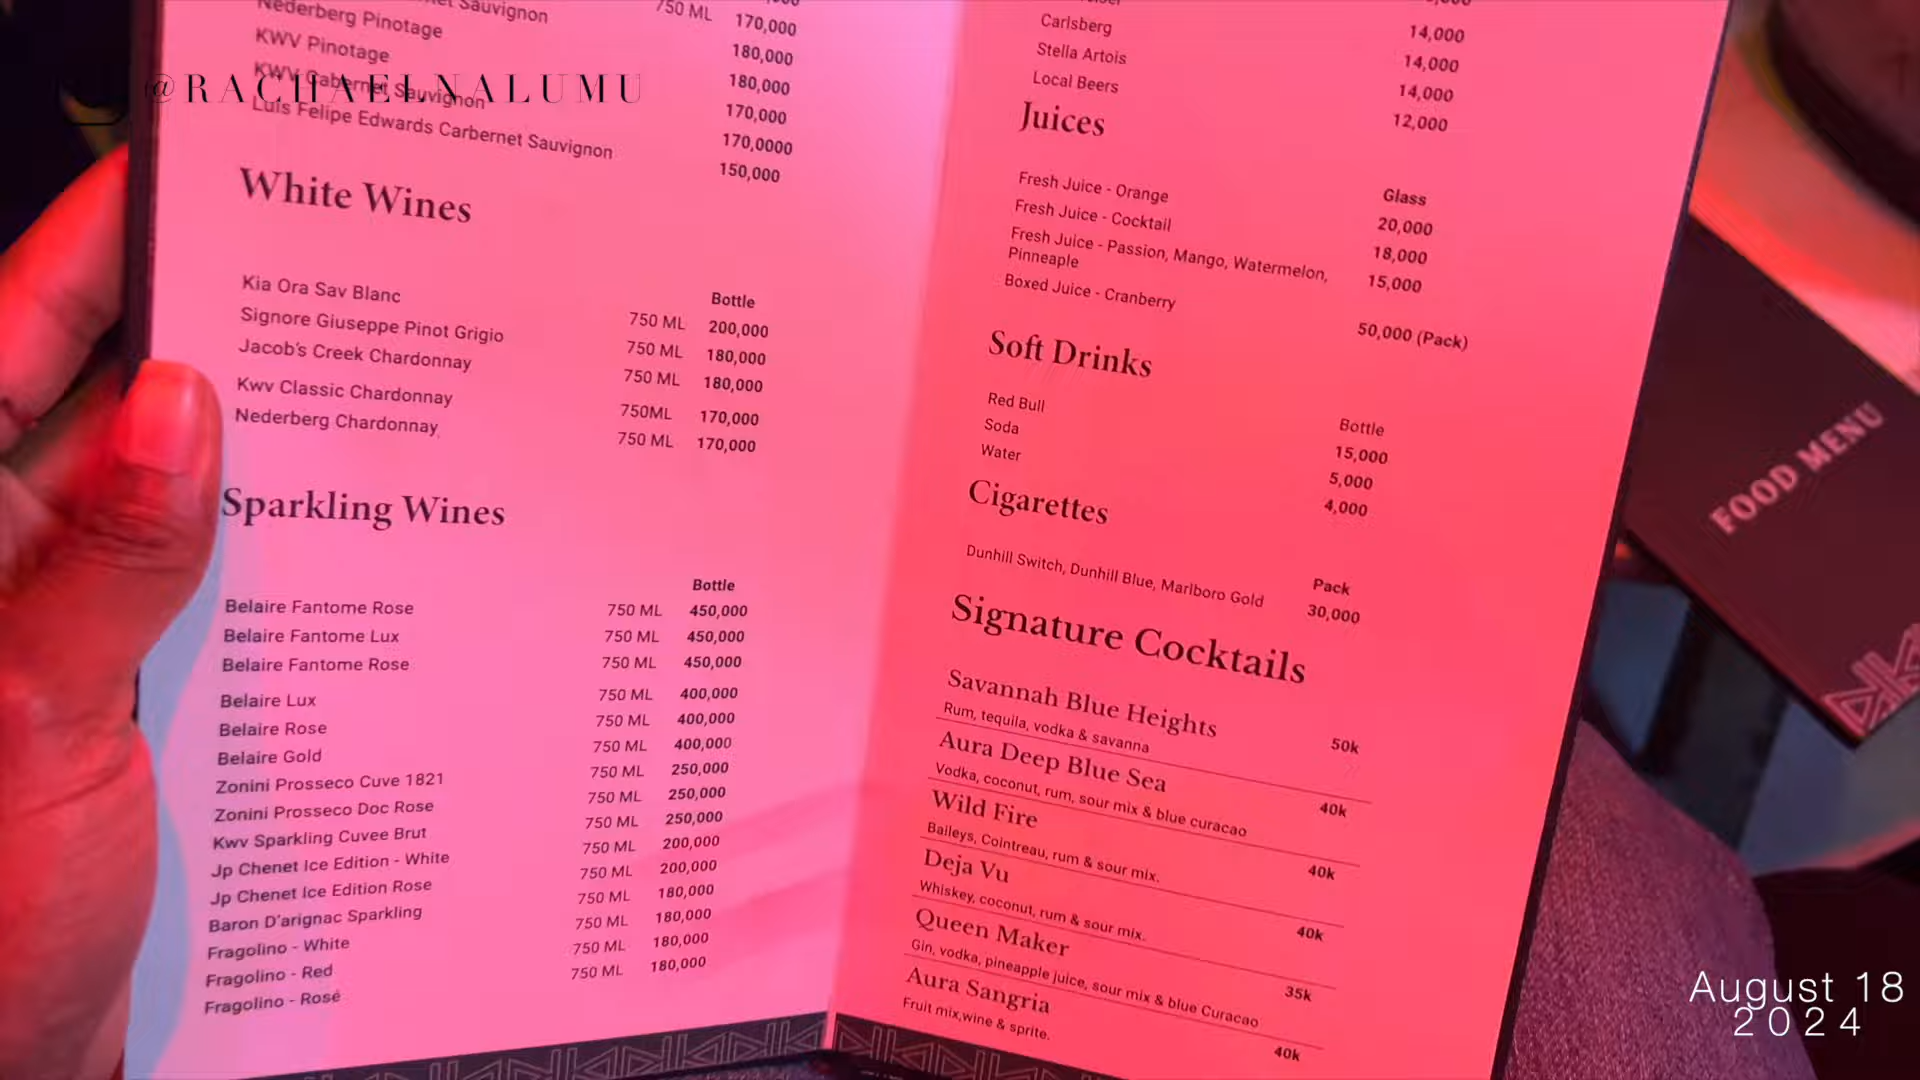 Sauvignon
Nederberg Pinotage 750 ML 170,000
KWV Pinotage 180,000
KWV Cabernet Sauvignon 180,000
Luis Felipe Edwards Carbernet Sauvignon 170,000
170,0000
150,000
@RACHAELNALUMU
White Wines
Bottle
Kia Ora Sav Blanc 750 ML 200,000
Signore Giuseppe Pinot Grigio 750 ML 180,000
Jacob's Creek Chardonnay 750 ML 180,000
Kwv Classic Chardonnay 750ML 170,000
Nederberg Chardonnay 750 ML 170,000
Sparkling Wines
Bottle
Belaire Fantome Rose 750 ML 450,000
Belaire Fantome Lux 750 ML 450,000
Belaire Fantome Rose 750 ML 450,000
Belaire Lux 750 ML 400,000
Belaire Rose 750 ML 400,000
Belaire Gold 750 ML 400,000
Zonini Prosseco Cuve 1821 750 ML 250,000
Zonini Prosseco Doc Rose 750 ML 250,000
Kwv Sparkling Cuvee Brut 750 ML 250,000
Jp Chenet Ice Edition - White 750 ML 200,000
Jp Chenet Ice Edition Rose 750 ML 200,000
Baron D'arignac Sparkling 750 ML 180,000
Fragolino - White 750 ML 180,000
Fragolino - Red 750 ML 180,000
Fragolino - Rosé 750 ML 180,000
Carlsberg 14,000
Stella Artois 14,000
Local Beers 14,000
12,000
Juices
Glass
Fresh Juice - Orange 20,000
Fresh Juice - Cocktail 18,000
Fresh Juice - Passion, Mango, Watermelon, 15,000
Pinneaple
Boxed Juice - Cranberry 50,000 (Pack)
Soft Drinks
Bottle
Red Bull 15,000
Soda 5,000
Water 4,000
Cigarettes
Pack
Dunhill Switch, Dunhill Blue, Marlboro Gold 30,000
Signature Cocktails
Savannah Blue Heights 50k
Rum, tequila, vodka & savanna
Aura Deep Blue Sea 40k
Vodka, coconut, rum, sour mix & blue curacao
Wild Fire 40k
Baileys, Cointreau, rum & sour mix.
Deja Vu 40k
Whiskey, coconut, rum & sour mix.
Queen Maker 35k
Gin, vodka, pineapple juice, sour mix & blue Curacao
Aura Sangria 40k
Fruit mix,wine & sprite.
FOOD MENU
August 18
2024